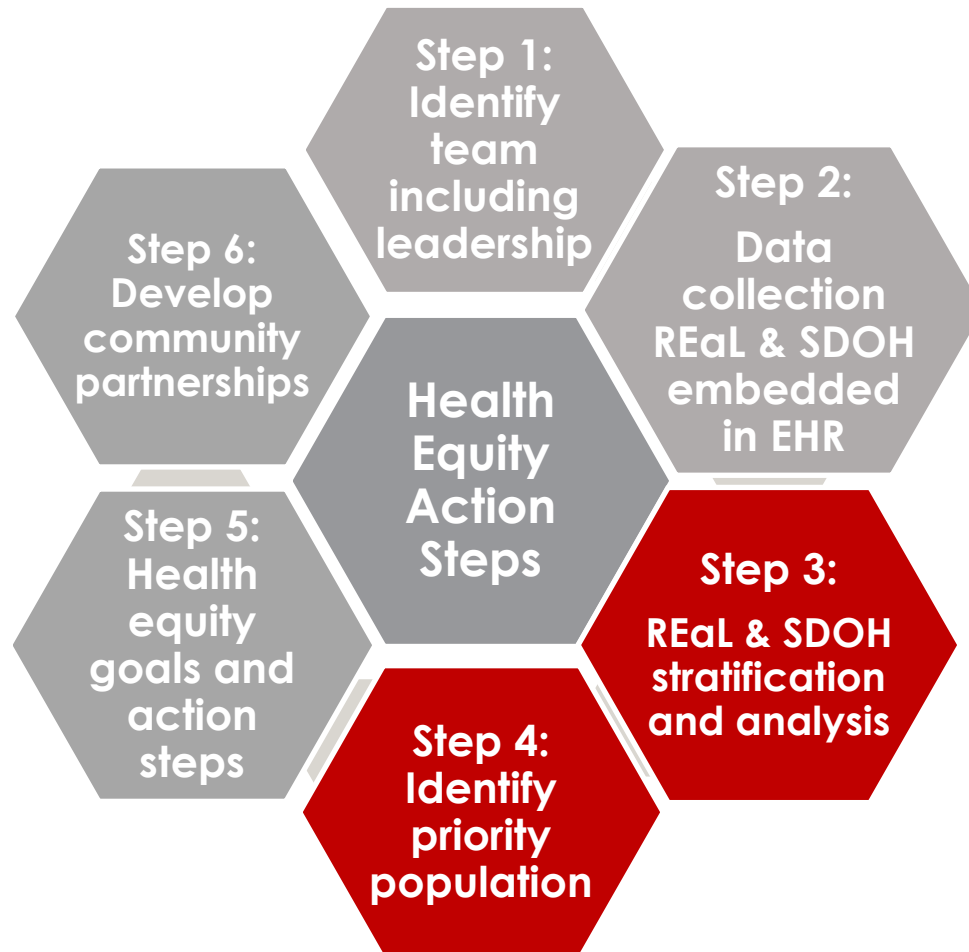 Step 1:
Identify
team
including
leadership
Step 2:
Data
collection
REaL & SDOH
embedded
in EHR
Step 3:
REaL & SDOH
stratification
and analysis
Step 4:
Identify
priority
population
Step 5:
Health
equity
goals and
action
steps
Step 6:
Develop
community
partnerships
Health
Equity
Action
Steps